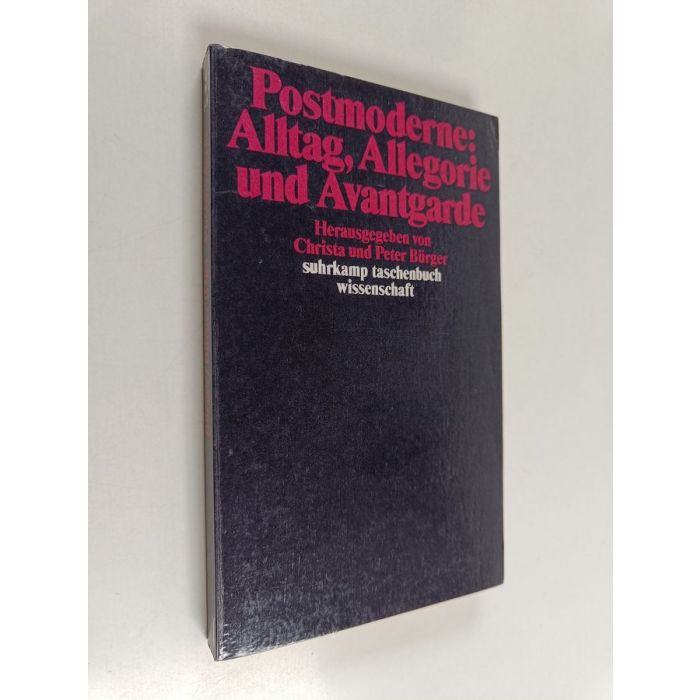 Postmoderne:
Alltag, Allegorie
und Avantgarde
Herausgegeben von
Christa und Peter Bürger
suhrkamp taschenbuch
wissenschaft